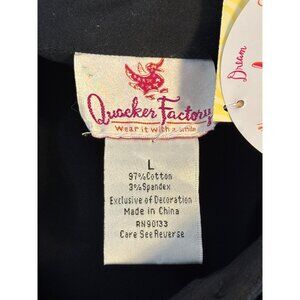 Quacker Factory
Wear it with a smile
L
97% Cotton
3% Spandex
Exclusive of Decoration
Made in China
RN90133
Care See Reverse
Dream